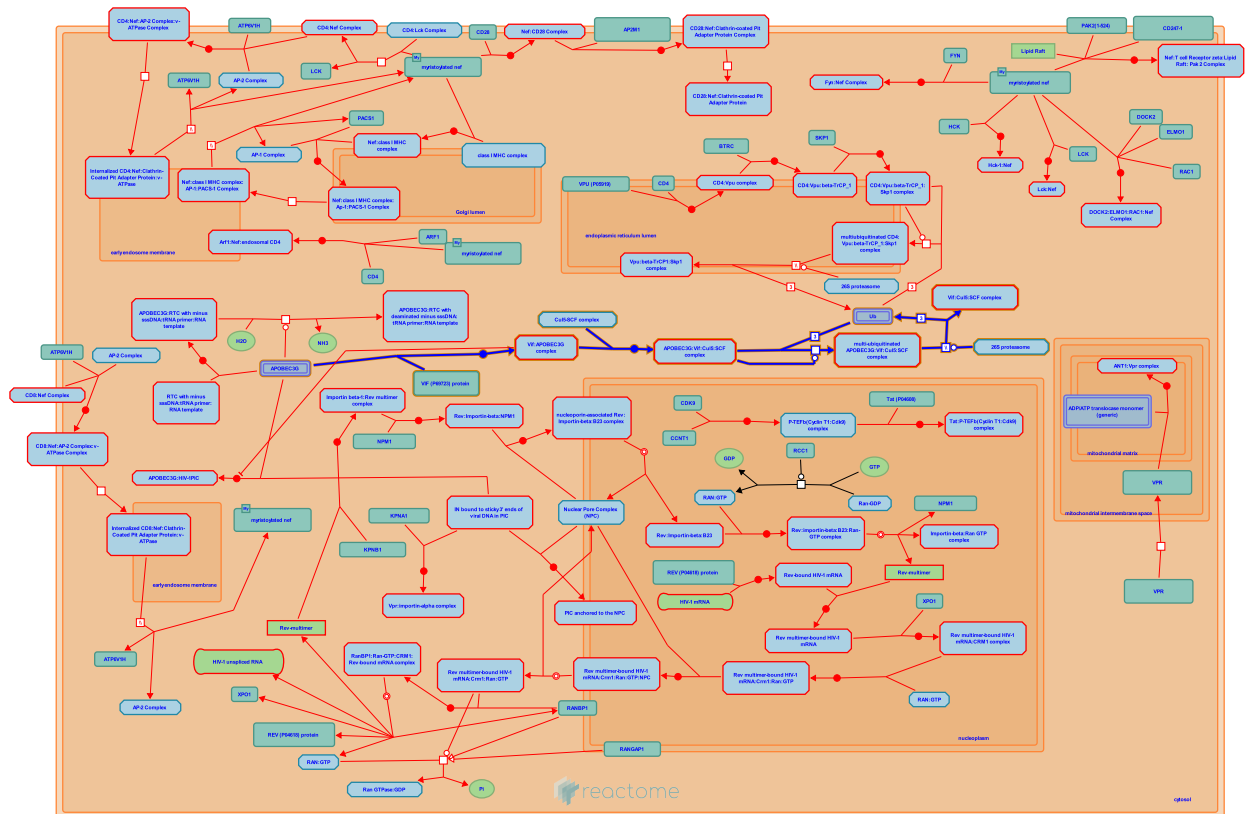 CD4:Nef:AP-2 Complex:v-
ATPase Complex
ATP6V1H
CD4:Nef Complex
CD4:Lck Complex
CD28
Nef:CD28 Complex
AP2M1
CD28:Nef:Clathrin-coated Pit
Adapter Protein Complex
PAK2(1-524)
CD247-1
Lipid Raft
Nef:T cell Receptor zeta:Lipid
Raft: Pak 2 Complex
FYN
Fyn:Nef Complex
My
myristoylated nef
LCK
My
myristoylated nef
ATP6V1H
AP-2 Complex
CD28:Nef:Clathrin-coated Pit
Adapter Protein
PACS1
AP-1 Complex
Nef:class I MHC
complex
class I MHC complex
HCK
Hck-1:Nef
LCK
Lck:Nef
DOCK2
ELMO1
RAC1
DOCK2:ELMO1:RAC1:Nef
Complex
SKP1
BTRC
VPU (P05919)
CD4
CD4:Vpu complex
CD4:Vpu:beta-TrCP_1
CD4:Vpu:beta-TrCP_1:
Skp1 complex
Internalized CD4:Nef:Clathrin-
Coated Pit Adapter Protein:v-
ATPase
Nef:class I MHC complex:
AP-1:PACS-1 Complex
Nef:class I MHC complex:
Ap-1:PACS-1 Complex
Golgi lumen
early endosome membrane
Arf1:Nef:endosomal CD4
ARF1
My
myristoylated nef
CD4
endoplasmic reticulum lumen
multiubiquitinated CD4:
Vpu:beta-TrCP_1:Skp1
complex
Vpu:beta-TrCP1:Skp1
complex
26S proteasome
3
3
Ub
Vif:Cul5:SCF complex
APOBEC3G:RTC with minus
sssDNA:tRNA primer:RNA
template
H2O
NH3
APOBEC3G:RTC with
deaminated minus sssDNA:
tRNA primer:RNA template
Cul5-SCF complex
Vif:APOBEC3G
complex
APOBEC3G:Vif:Cul5:SCF
complex
multi-ubiquitinated
APOBEC3G:Vif:Cul5:SCF
complex
3
26S proteasome
ATP6V1H
AP-2 Complex
CD8:Nef Complex
APOBEC3G
VIF (P69723) protein
RTC with minus
sssDNA:tRNA primer:
RNA template
CD8:Nef:AP-2 Complex:v-
ATPase Complex
Importin beta-1:Rev multimer
complex
Rev:Importin-beta:NPM1
NPM1
nucleoporin-associated Rev:
Importin-beta:B23 complex
CDK9
CCNT1
P-TEFb(Cyclin T1:Cdk9)
complex
Tat (P04608)
Tat:P-TEFb(Cyclin T1:Cdk9)
complex
ANT1:Vpr complex
ADP/ATP translocase monomer
(generic)
mitochondrial matrix
VPR
mitochondrial intermembrane space
APOBEC3G:HIV-1 PIC
GDP
RCC1
GTP
RAN:GTP
Ran-GDP
NPM1
IN bound to sticky 3' ends of
viral DNA in PIC
Nuclear Pore Complex
(NPC)
KPNA1
KPNB1
Internalized CD8:Nef:Clathrin-
Coated Pit Adapter Protein:v-
ATPase
My
myristoylated nef
early endosome membrane
Rev:Importin-beta:B23
Rev:Importin-beta:B23:Ran-
GTP complex
Importin-beta:Ran GTP
complex
REV (P04618) protein
HIV-1 mRNA
Rev-bound HIV-1 mRNA
Rev-multimer
VPR
Vpr:importin-alpha complex
PIC anchored to the NPC
XPO1
Rev multimer-bound HIV-1
mRNA
Rev multimer-bound HIV-1
mRNA:CRM1 complex
Rev-multimer
HIV-1 unspliced RNA
RanBP1:Ran-GTP:CRM1:
Rev-bound mRNA complex
Rev multimer-bound HIV-1
mRNA:Crm1:Ran:GTP
Rev multimer-bound HIV-1
mRNA:Crm1:Ran:GTP:NPC
Rev multimer-bound HIV-1
mRNA:Crm1:Ran:GTP
RAN:GTP
ATP6V1H
AP-2 Complex
XPO1
REV (P04618) protein
RANBP1
RAN:GTP
RANGAP1
nucleoplasm
Ran GTPase:GDP
Pi
reactome
cytosol